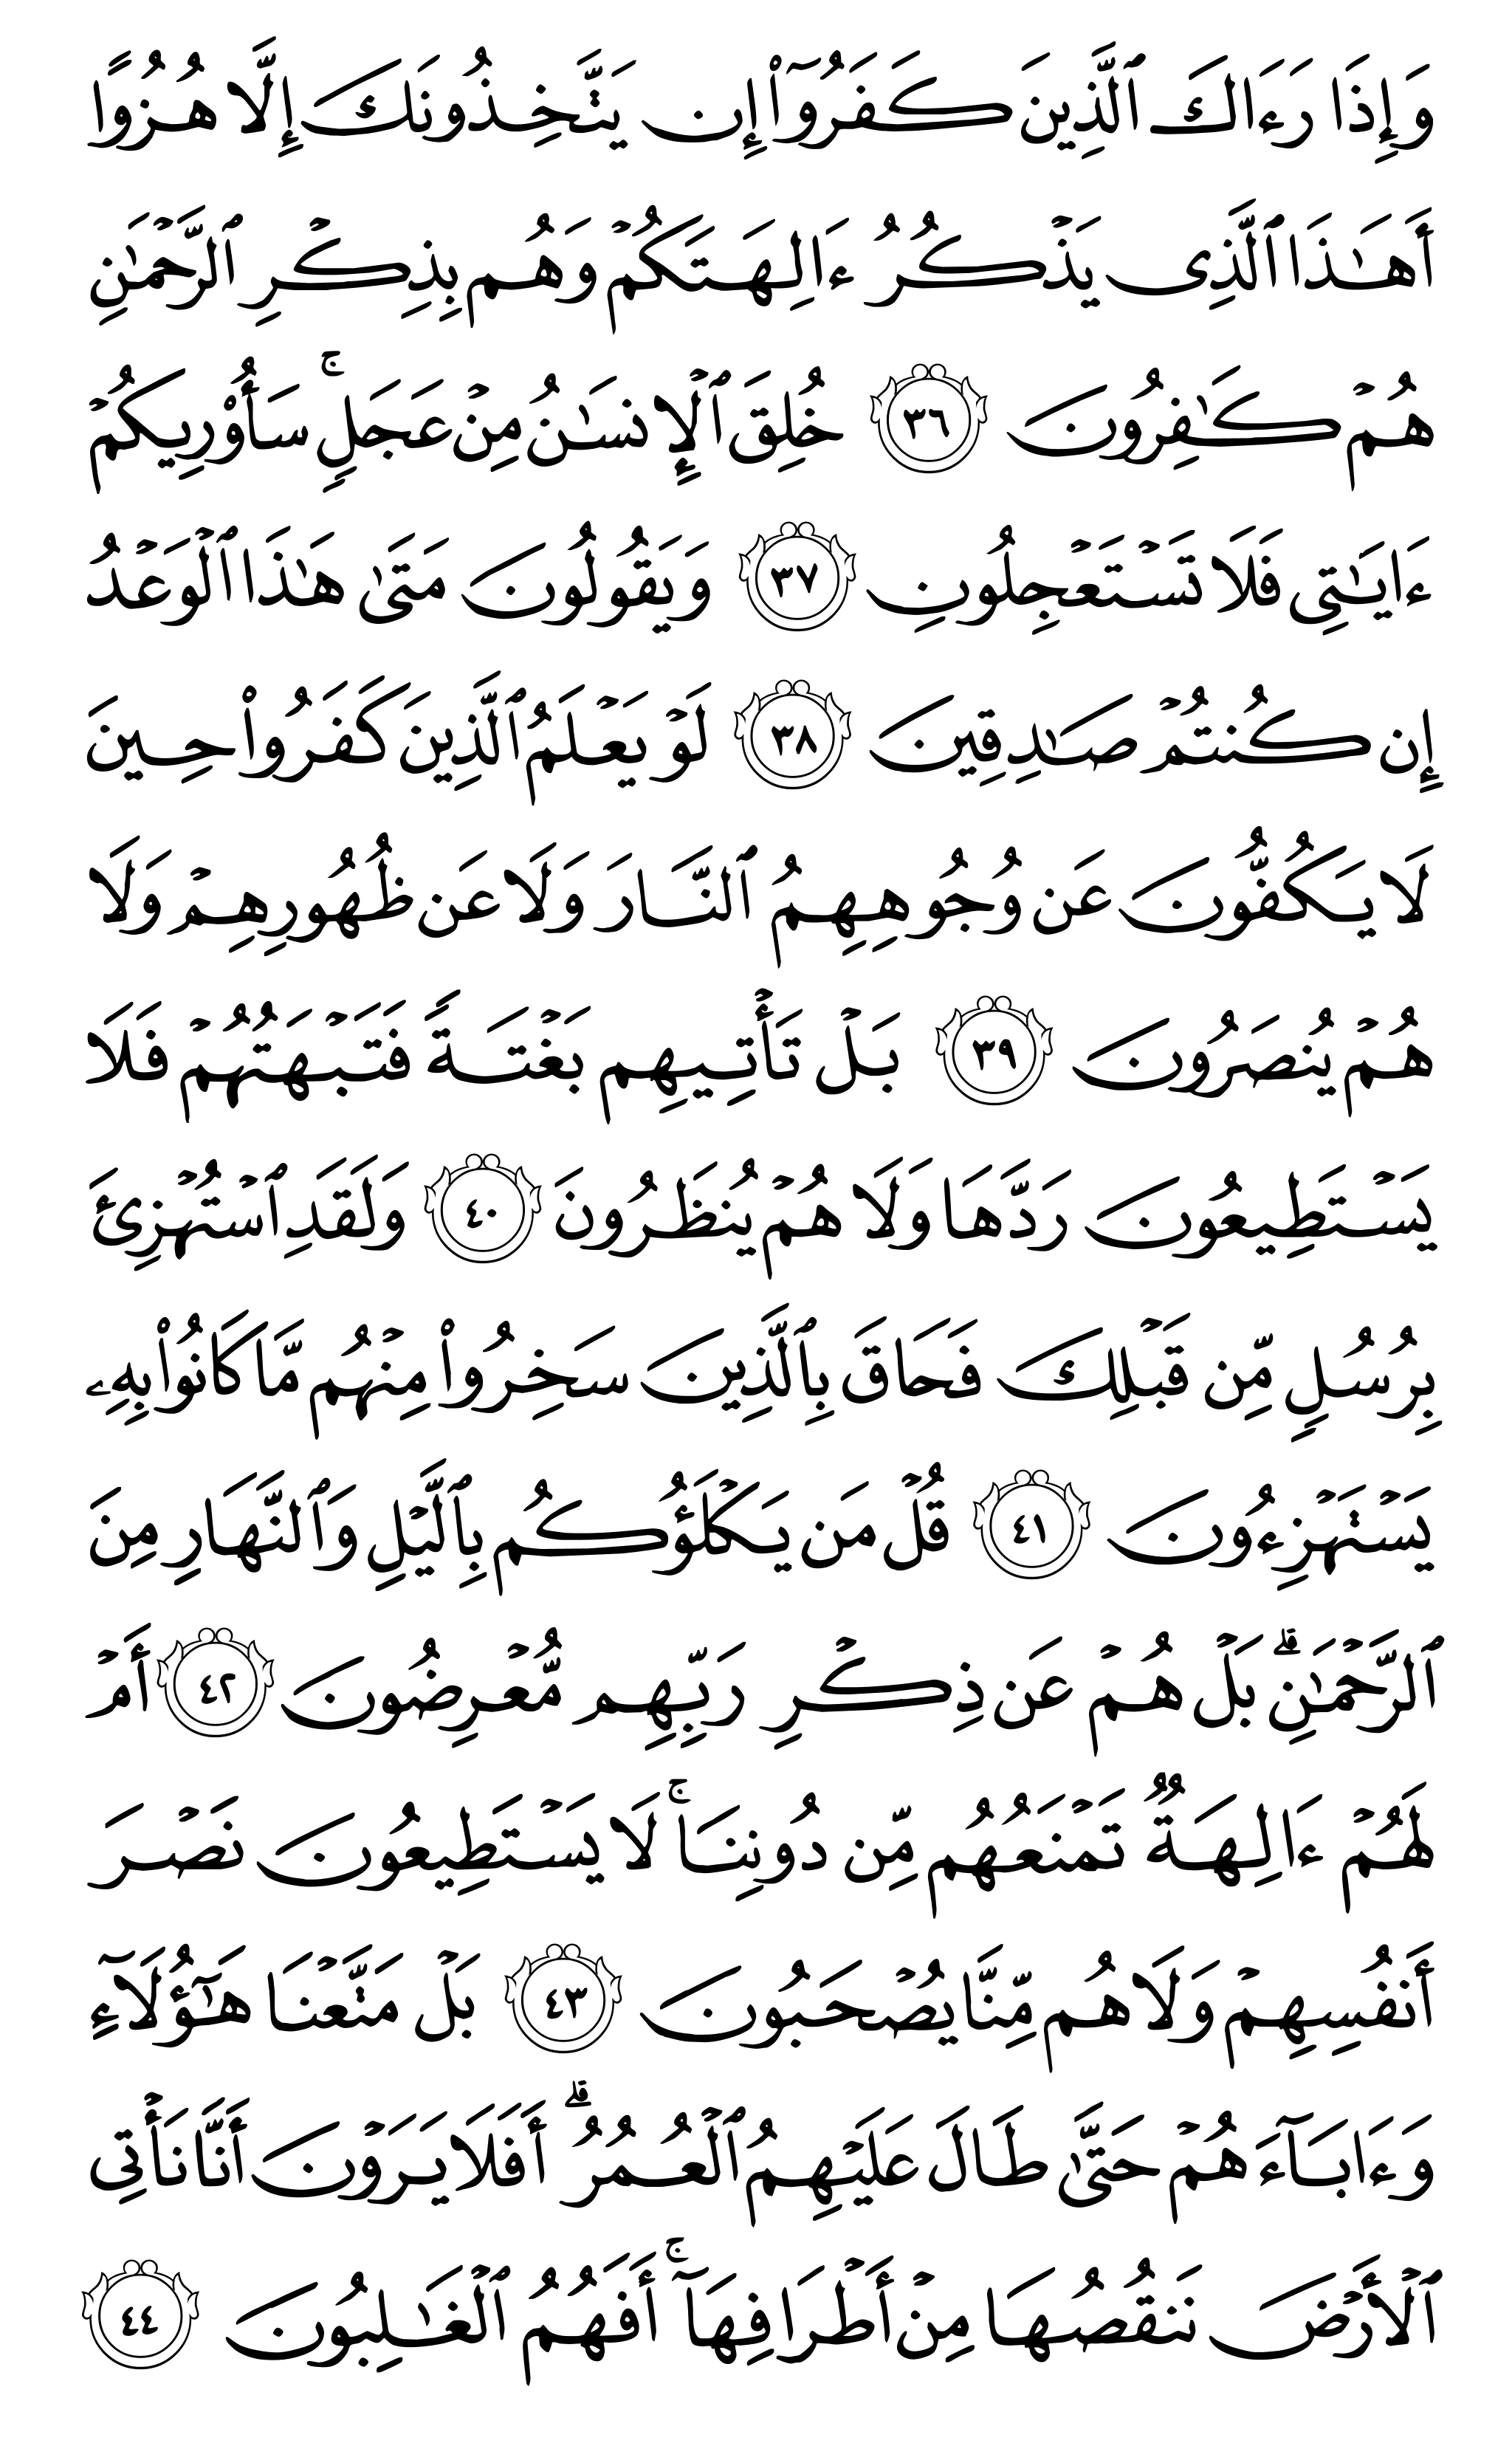 وَإِذَا رَءَاكَ ٱلَّذِينَ كَفَرُوٓا۟ إِن يَتَّخِذُونَكَ إِلَّا هُزُوًا
أَهَـٰذَا ٱلَّذِى يَذْكُرُ ءَالِهَتَكُمْ وَهُم بِذِكْرِ ٱلرَّحْمَـٰنِ
هُمْ كَـٰفِرُونَ ٣٦ خُلِقَ ٱلْإِنسَـٰنُ مِنْ عَجَلٍ ۚ سَأُو۟رِيكُمْ
ءَايَـٰتِى فَلَا تَسْتَعْجِلُونِ ٣٧ وَيَقُولُونَ مَتَىٰ هَـٰذَا ٱلْوَعْدُ
إِن كُنتُمْ صَـٰدِقِينَ ٣٨ لَوْ يَعْلَمُ ٱلَّذِينَ كَفَرُوا۟ حِينَ
لَا يَكُفُّونَ عَن وُجُوهِهِمُ ٱلنَّارَ وَلَا عَن ظُهُورِهِمْ وَلَا
هُمْ يُنصَرُونَ ٣٩ بَلْ تَأْتِيهِم بَغْتَةً فَتَبْهَتُهُمْ فَلَا
يَسْتَطِيعُونَ رَدَّهَا وَلَا هُمْ يُنظَرُونَ ٤٠ وَلَقَدِ ٱسْتُهْزِئَ
بِرُسُلٍ مِّن قَبْلِكَ فَحَاقَ بِٱلَّذِينَ سَخِرُوا۟ مِنْهُم مَّا كَانُوا۟ بِهِۦ
يَسْتَهْزِءُونَ ٤١ قُلْ مَن يَكْلَؤُكُم بِٱلَّيْلِ وَٱلنَّهَارِ مِنَ
ٱلرَّحْمَـٰنِ ۗ بَلْ هُمْ عَن ذِكْرِ رَبِّهِم مُّعْرِضُونَ ٤٢ أَمْ
لَهُمْ ءَالِهَةٌ تَمْنَعُهُم مِّن دُونِنَا ۚ لَا يَسْتَطِيعُونَ نَصْرَ
أَنفُسِهِمْ وَلَا هُم مِّنَّا يُصْحَبُونَ ٤٣ بَلْ مَتَّعْنَا هَـٰٓؤُلَآءِ
وَءَابَآءَهُمْ حَتَّىٰ طَالَ عَلَيْهِمُ ٱلْعُمُرُ ۗ أَفَلَا يَرَوْنَ أَنَّا نَأْتِى
ٱلْأَرْضَ نَنقُصُهَا مِنْ أَطْرَافِهَآ ۚ أَفَهُمُ ٱلْغَـٰلِبُونَ ٤٤